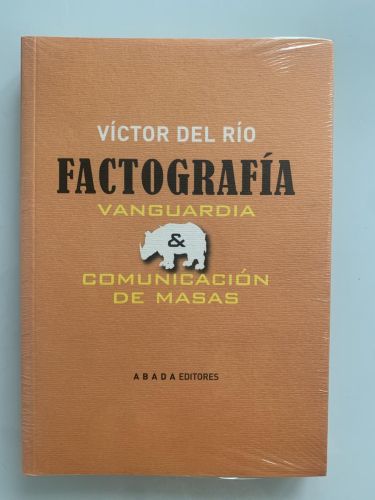 VÍCTOR DEL RÍO
FACTOGRAFÍA
VANGUARDIA
&
COMUNICACIÓN
DE MASAS
ABADA EDITORES